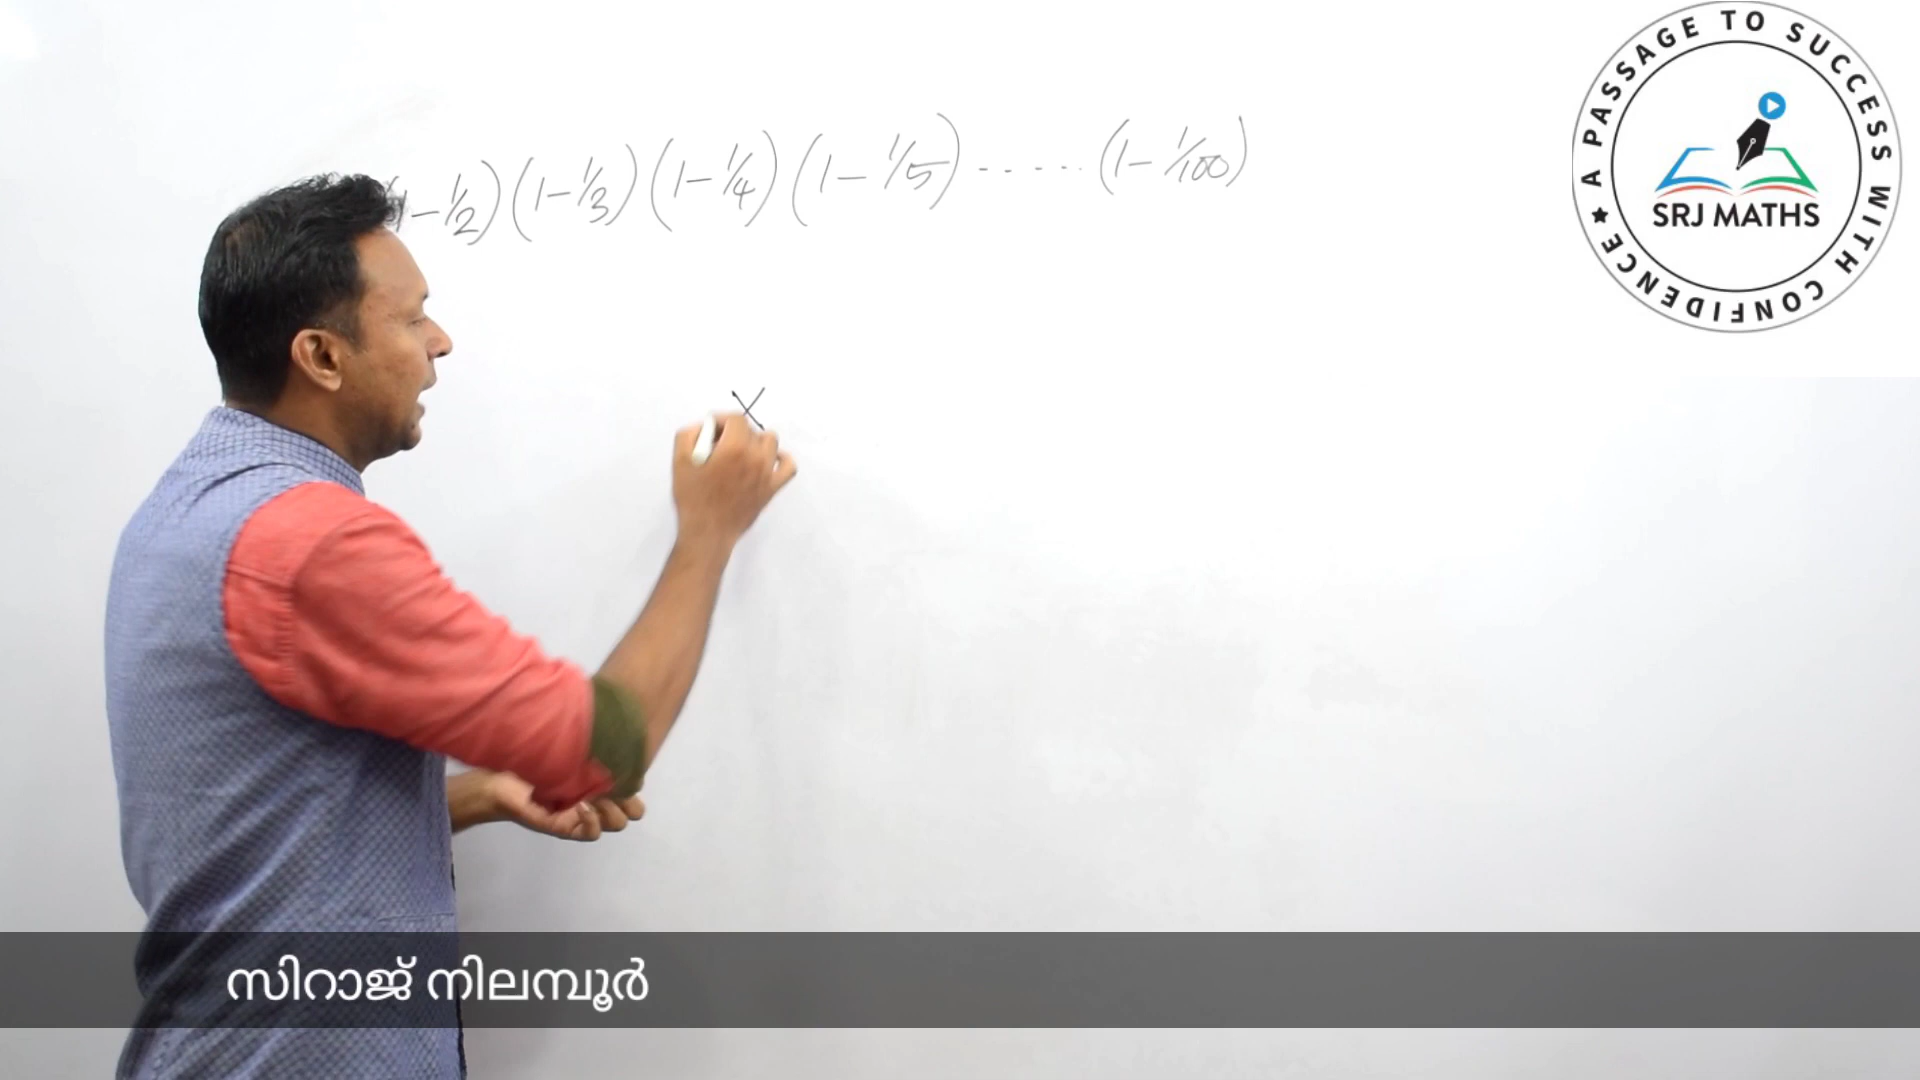 (1-1/2)(1-1/3)(1-1/4)(1-1/5)-----(1-1/100)
A PASSAGE TO SUCCESS WITH CONFIDENCE ★
SRJ MATHS
X
സിറാജ് നിലമ്പൂർ